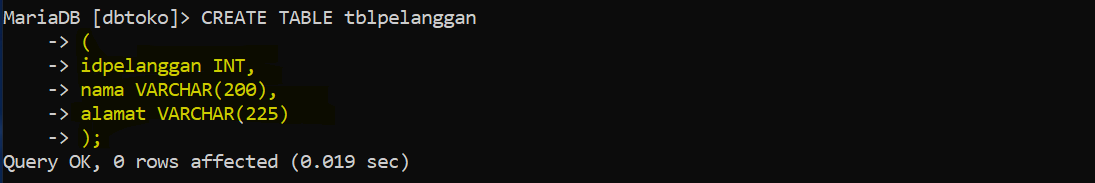 MariaDB [dbtoko]> CREATE TABLE tblpelanggan
-> (
-> idpelanggan INT,
-> nama VARCHAR(200),
-> alamat VARCHAR(225)
-> );
Query OK, 0 rows affected (0.019 sec)